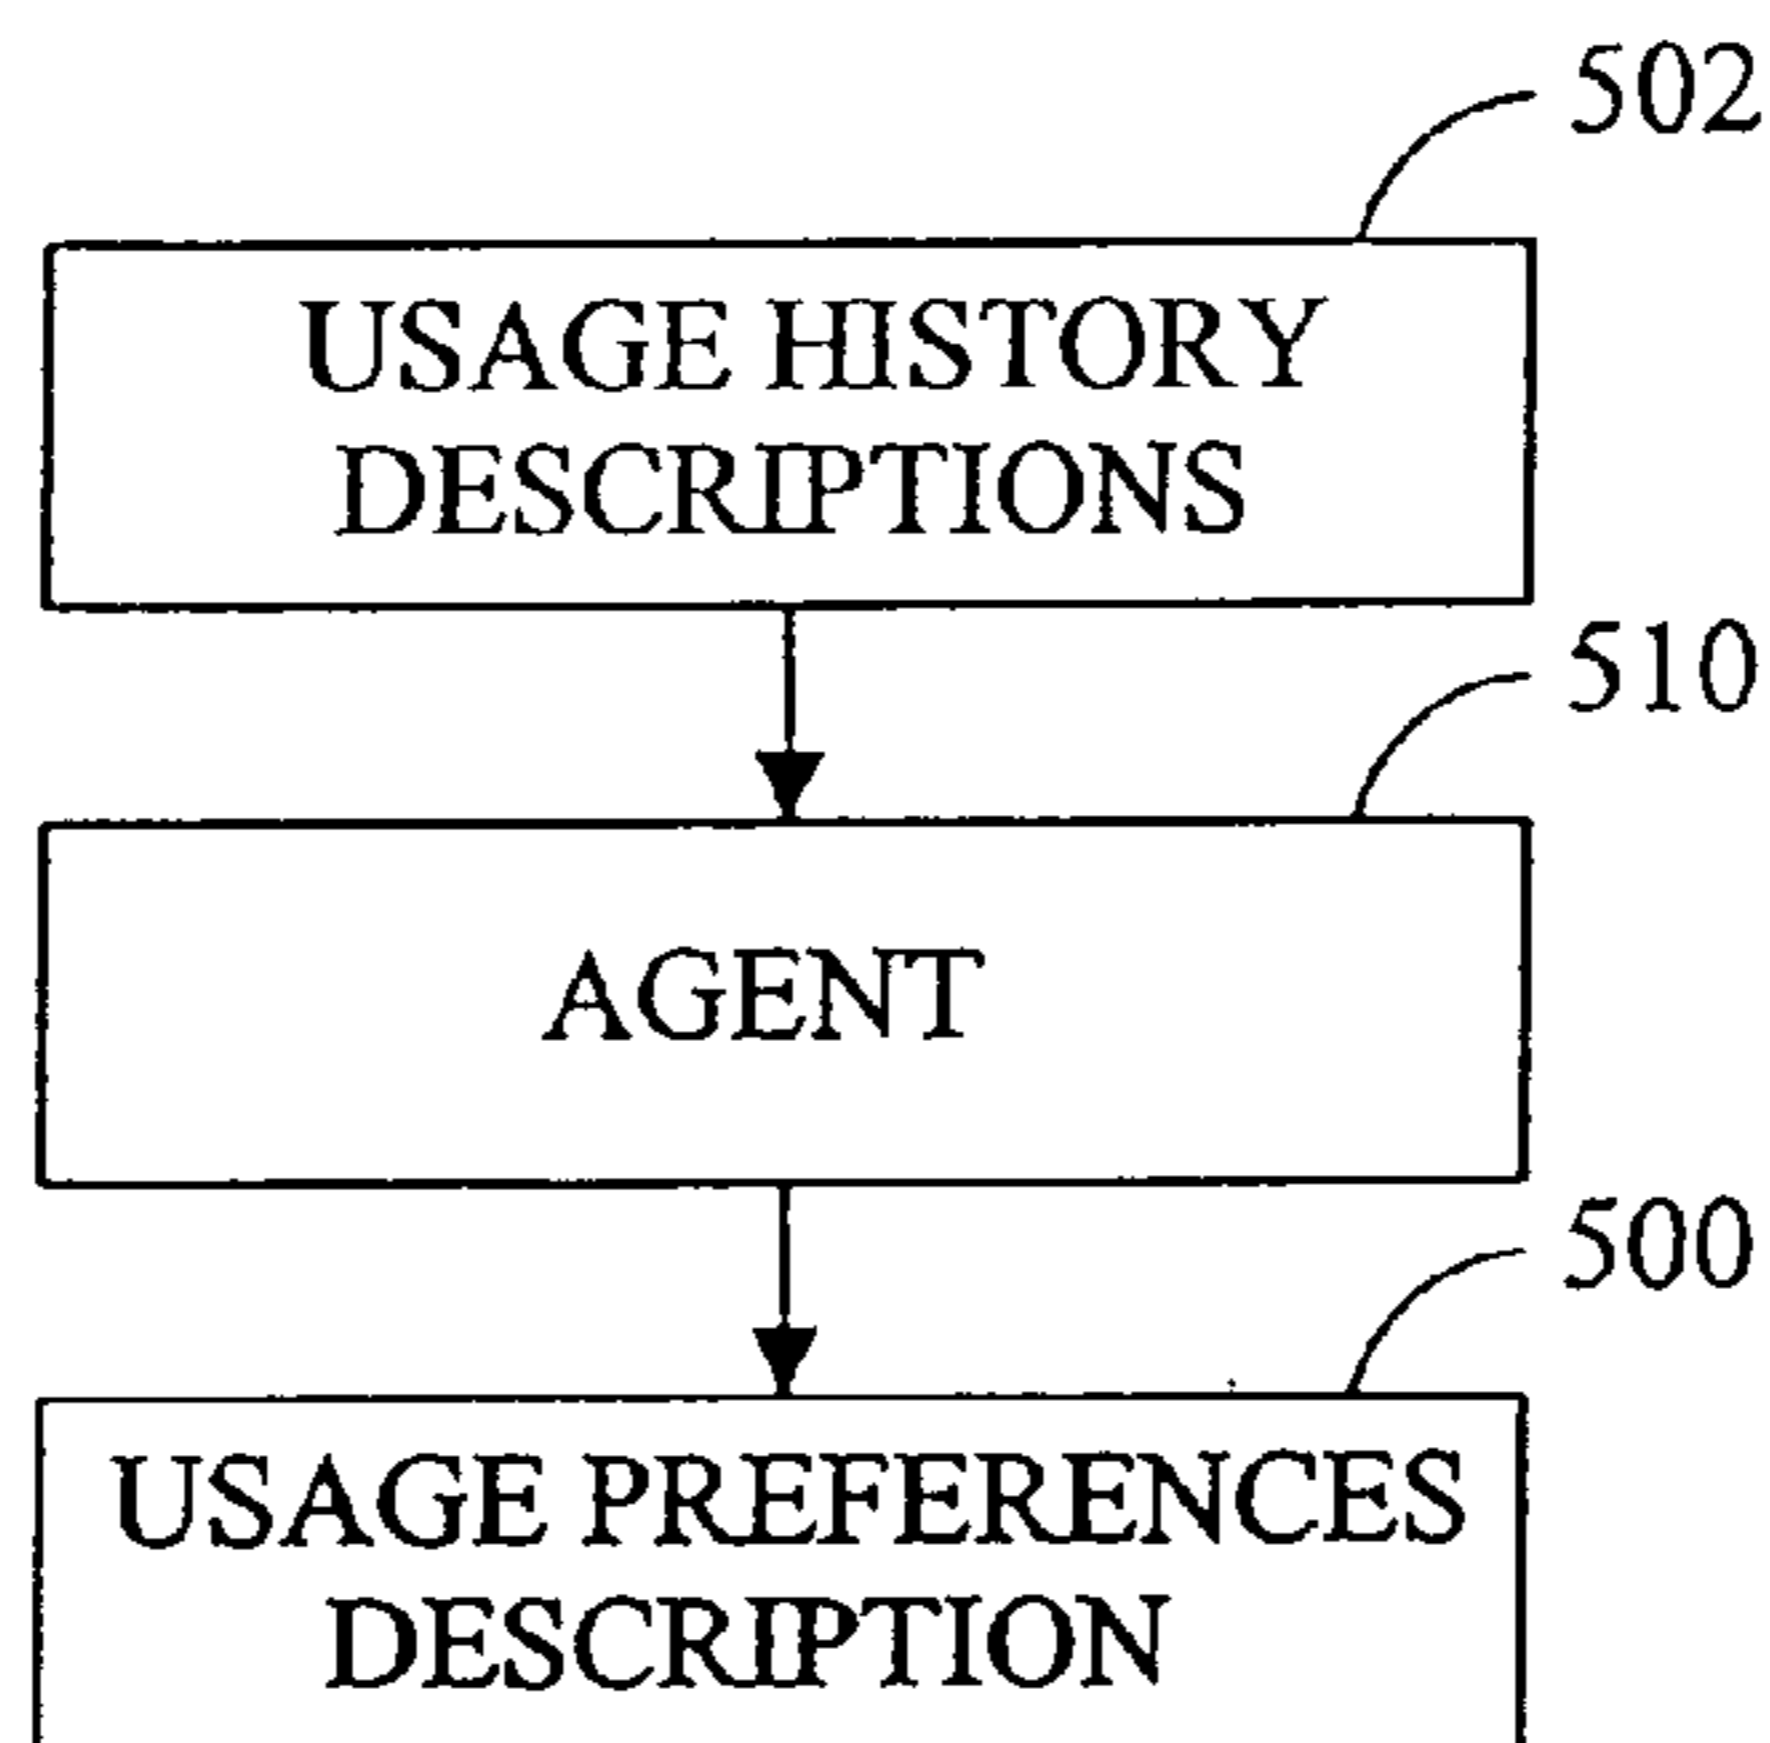 502
USAGE HISTORY
DESCRIPTIONS
510
AGENT
500
USAGE PREFERENCES
DESCRIPTION